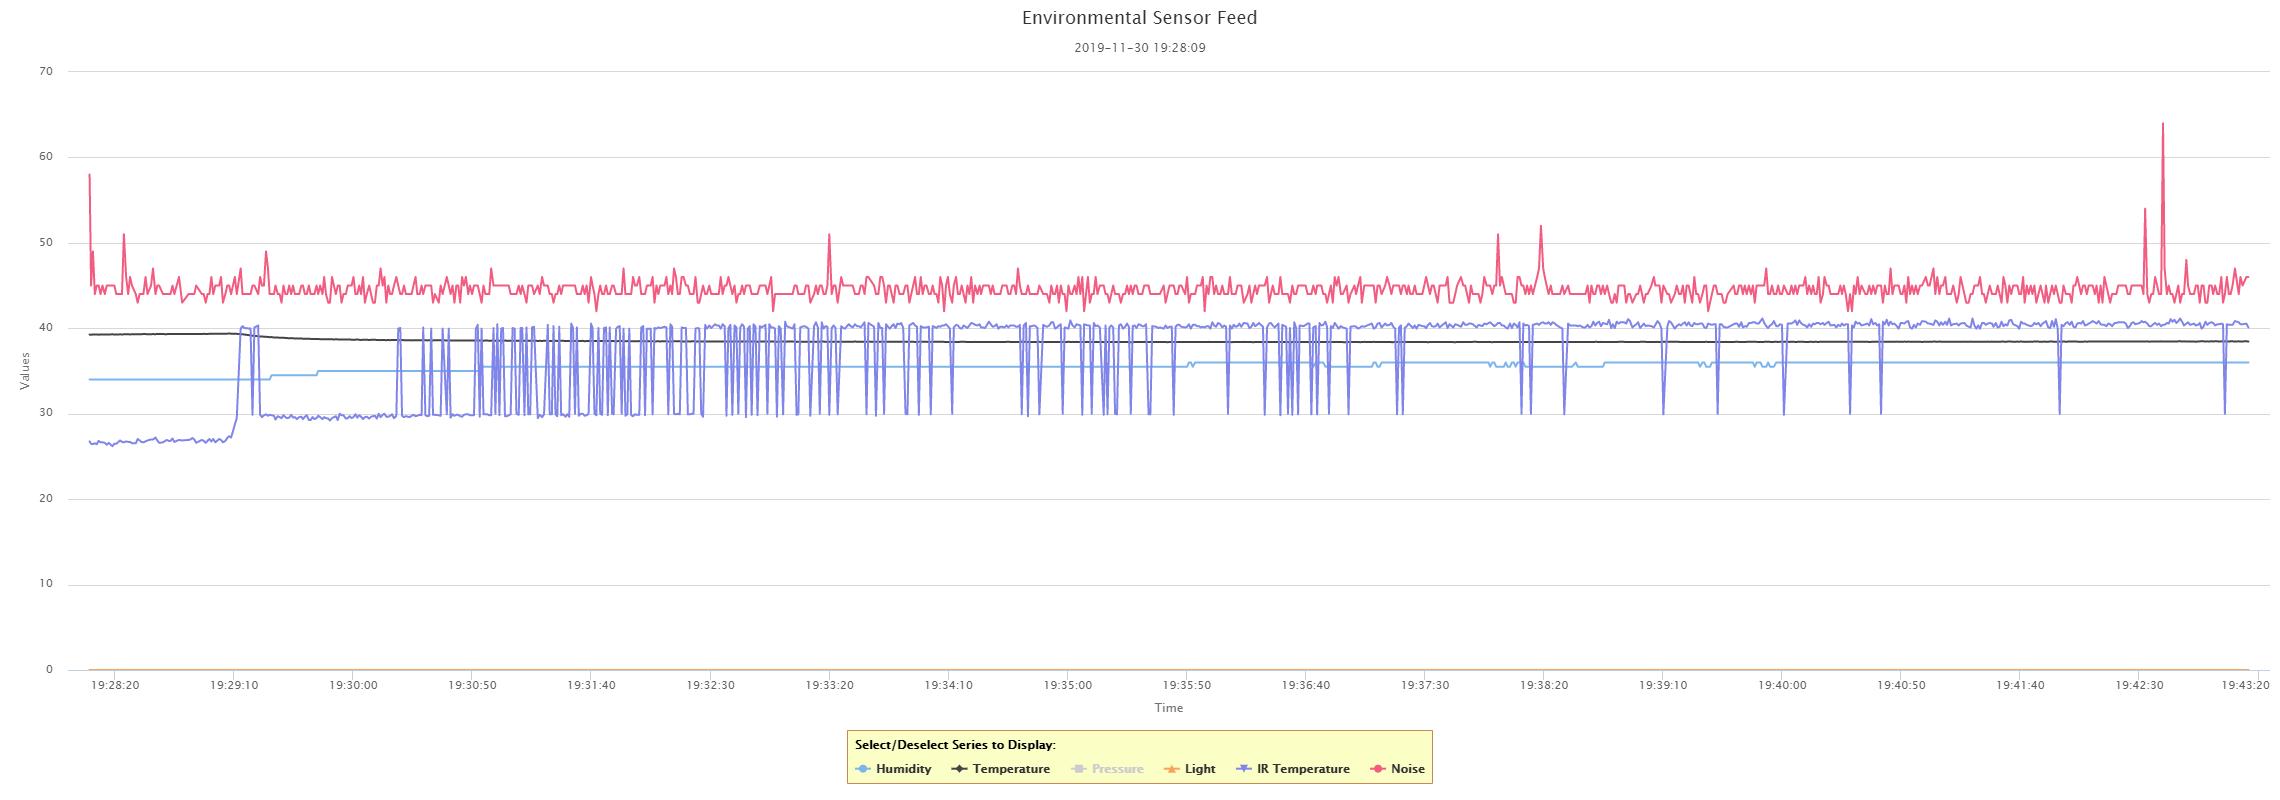 Environmental Sensor Feed
2019-11-30 19:28:09
70
60
50
40
30
20
10
0
Values
19:28:20 19:29:10 19:30:00 19:30:50 19:31:40 19:32:30 19:33:20 19:34:10 19:35:00 19:35:50 19:36:40 19:37:30 19:38:20 19:39:10 19:40:00 19:40:50 19:41:40 19:42:30 19:43:20
Time
Select/Deselect Series to Display:
Humidity Temperature Pressure Light IR Temperature Noise